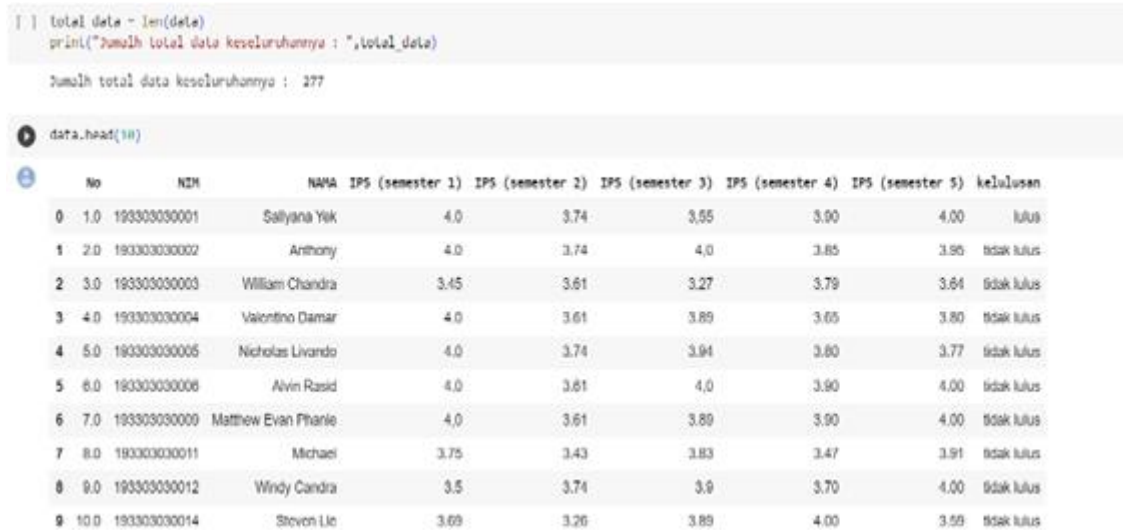 [ ] total_data = len(data)
print("Jumalh total data keseluruhannya : ",total_data)
Jumalh total data keseluruhannya : 277
data.head(10)
No NIM NAMA IPS (semester 1) IPS (semester 2) IPS (semester 3) IPS (semester 4) IPS (semester 5) kelulusan
0 1.0 193303030001 Sallyana Yek 4.0 3.74 3,55 3.90 4.00 lulus
1 2.0 193303030002 Anthony 4.0 3.74 4,0 3.85 3.95 tidak lulus
2 3.0 193303030003 William Chandra 3.45 3.61 3.27 3.79 3.64 tidak lulus
3 4.0 193303030004 Valentino Damar 4.0 3.61 3.89 3.65 3.80 tidak lulus
4 5.0 193303030005 Nicholas Livando 4.0 3.74 3.94 3.80 3.77 tidak lulus
5 6.0 193303030006 Alvin Rasid 4.0 3.61 4,0 3.90 4.00 tidak lulus
6 7.0 193303030009 Matthew Evan Phanie 4,0 3.61 3.89 3.90 4.00 tidak lulus
7 8.0 193303030011 Michael 3.75 3.43 3.83 3.47 3.91 tidak lulus
8 9.0 193303030012 Windy Candra 3.5 3.74 3.9 3.70 4.00 tidak lulus
9 10.0 193303030014 Steven Lie 3.69 3.26 3.89 4.00 3.59 tidak lulus